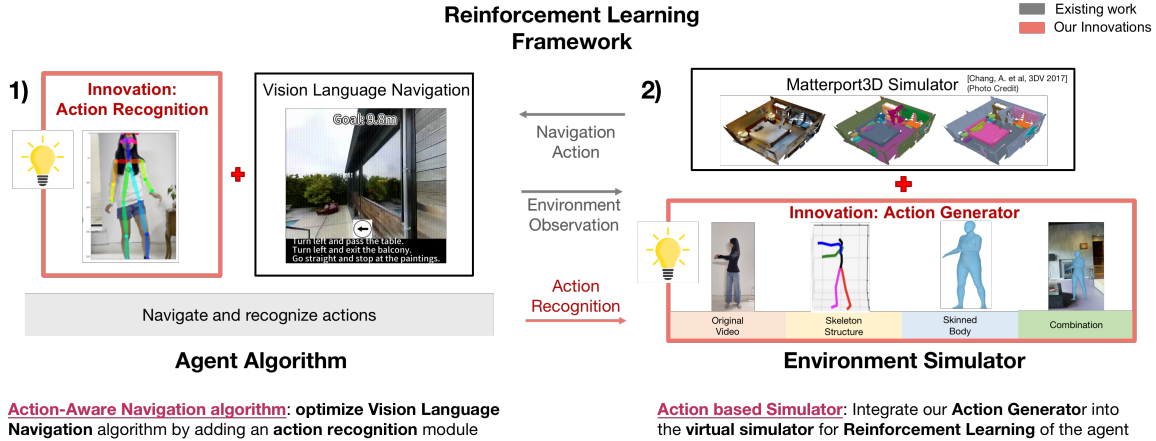 Reinforcement Learning
Framework
Existing work
Our Innovations
1)
Innovation:
Action Recognition
Vision Language Navigation
Goal: 9.8m
Turn left and pass the table.
Turn left and exit the balcony.
Go straight and stop at the paintings.
Navigate and recognize actions
Agent Algorithm
Action-Aware Navigation algorithm: optimize Vision Language
Navigation algorithm by adding an action recognition module
Navigation
Action
Environment
Observation
Action
Recognition
2)
Matterport3D Simulator
[Chang, A. et al, 3DV 2017]
(Photo Credit)
Innovation: Action Generator
Original
Video
Skeleton
Structure
Skinned
Body
Combination
Environment Simulator
Action based Simulator: Integrate our Action Generator into
the virtual simulator for Reinforcement Learning of the agent